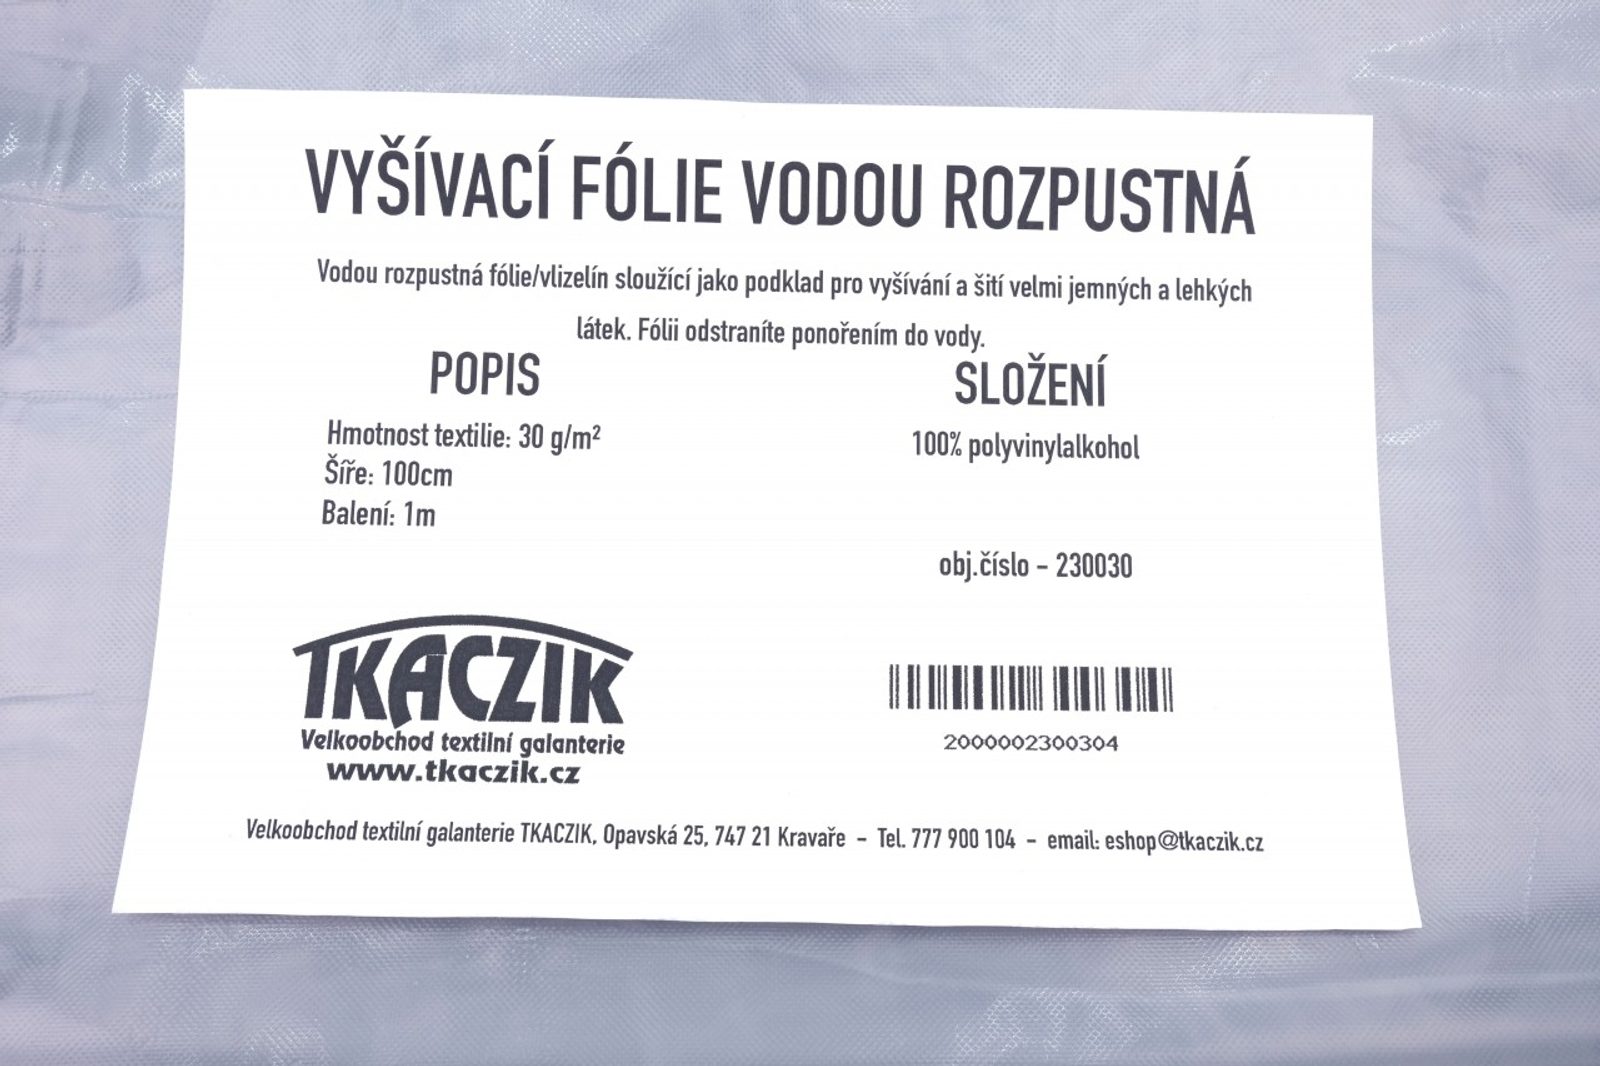 VYŠÍVACÍ FÓLIE VODOU ROZPUSTNÁ
Vodou rozpustná fólie/vlizelín sloužící jako podklad pro vyšívání a šití velmi jemných a lehkých
látek. Fólii odstraníte ponořením do vody.
POPIS
Hmotnost textilie: 30 g/m²
Šíře: 100cm
Balení: 1m
SLOŽENÍ
100% polyvinylalkohol
obj.číslo - 230030
TKACZIK
Velkoobchod textilní galanterie
www.tkaczik.cz
2000002300304
Velkoobchod textilní galanterie TKACZIK, Opavská 25, 747 21 Kravaře - Tel. 777 900 104 - email: eshop@tkaczik.cz